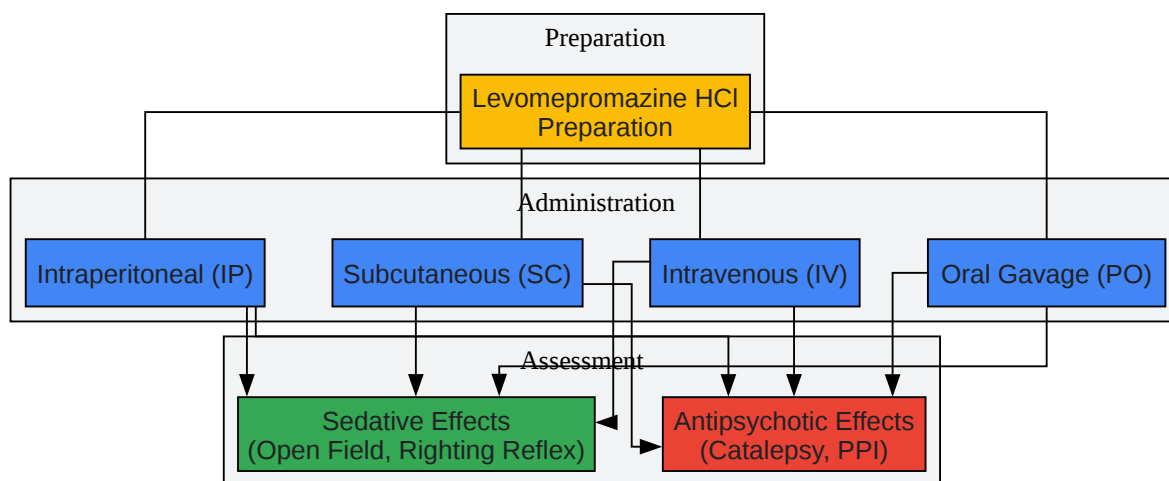 Preparation
Levomepromazine HCl
Preparation
Administration
Intraperitoneal (IP)
Subcutaneous (SC)
Intravenous (IV)
Oral Gavage (PO)
Assessment
Sedative Effects
(Open Field, Righting Reflex)
Antipsychotic Effects
(Catalepsy, PPI)